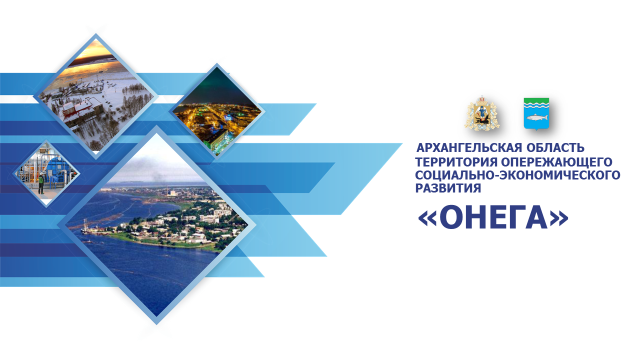 АРХАНГЕЛЬСКАЯ ОБЛАСТЬ
ТЕРРИТОРИЯ ОПЕРЕЖАЮЩЕГО
СОЦИАЛЬНО-ЭКОНОМИЧЕСКОГО
РАЗВИТИЯ
«ОНЕГА»